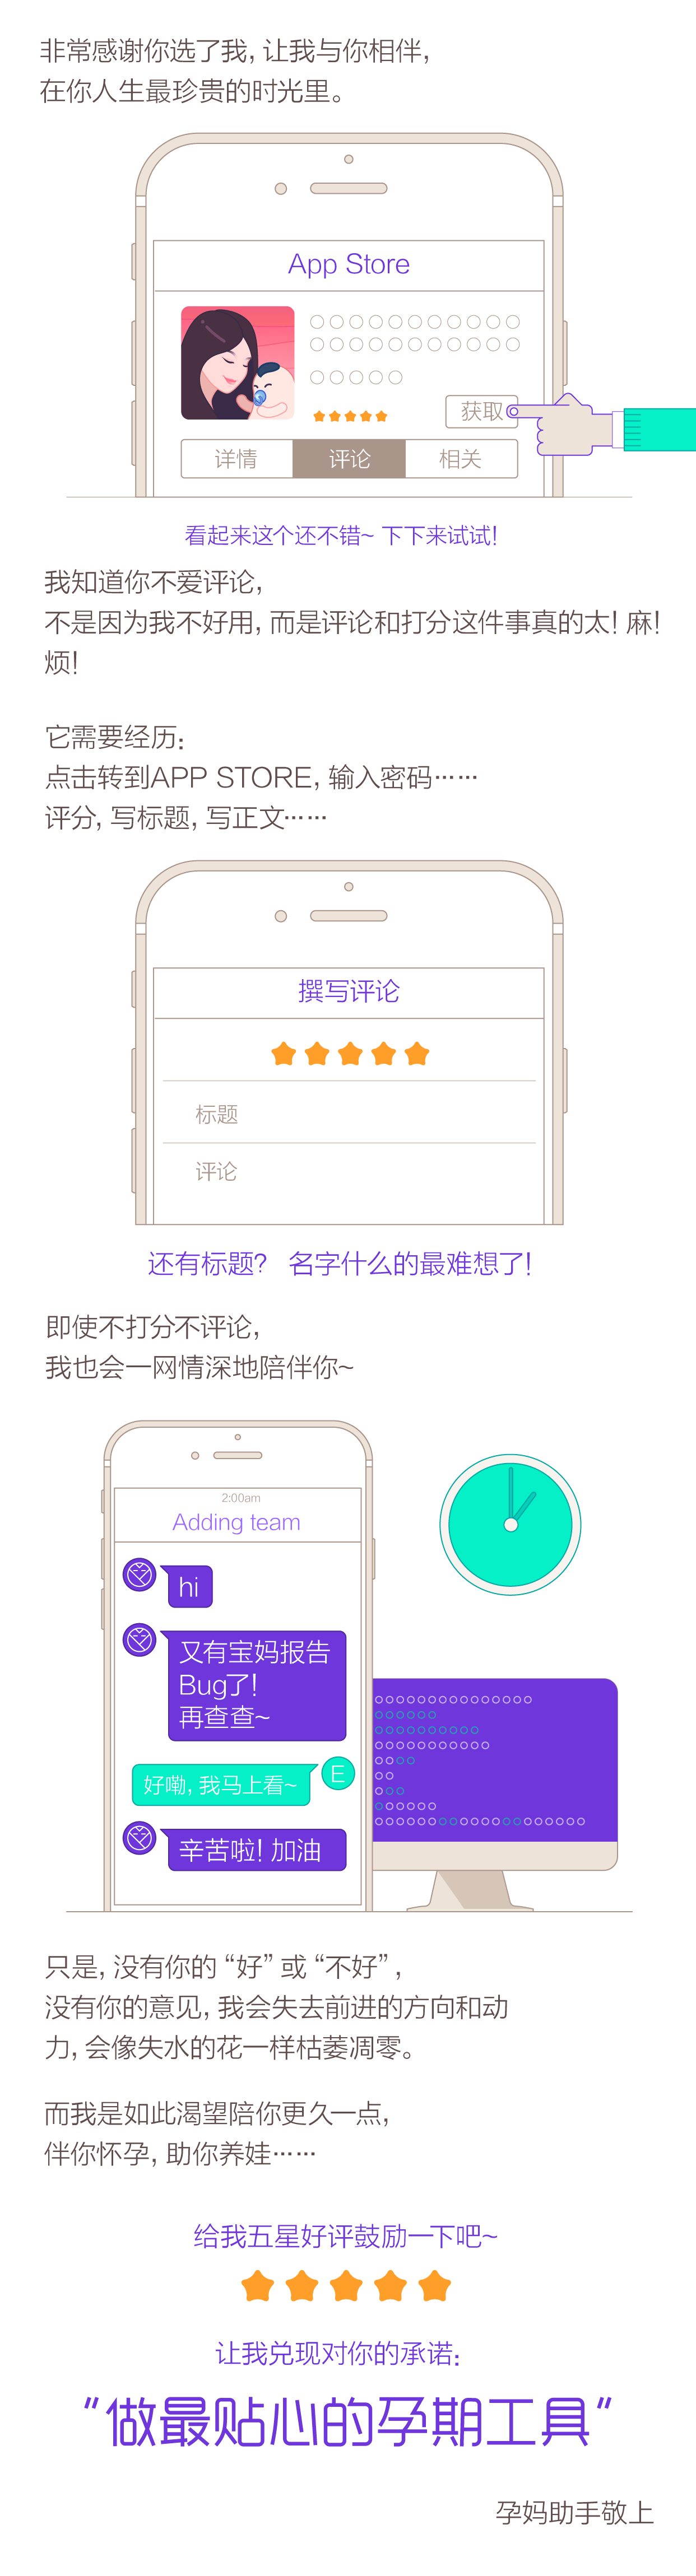 非常感谢你选了我，让我与你相伴，
在你人生最珍贵的时光里。
App Store
获取
详情
评论
相关
看起来这个还不错~ 下下来试试！
我知道你不爱评论，
不是因为我不好用，而是评论和打分这件事真的太！麻！
烦！
它需要经历：
点击转到APP STORE，输入密码……
评分，写标题，写正文……
撰写评论
标题
评论
还有标题？ 名字什么的最难想了！
即使不打分不评论，
我也会一网情深地陪伴你~
2:00am
Adding team
hi
又有宝妈报告
Bug了！
再查查~
好嘞，我马上看~
E
辛苦啦！加油
只是，没有你的“好”或“不好”，
没有你的意见，我会失去前进的方向和动
力，会像失水的花一样枯萎凋零。
而我是如此渴望陪你更久一点，
伴你怀孕，助你养娃……
给我五星好评鼓励一下吧~
让我兑现对你的承诺：
“做最贴心的孕期工具”
孕妈助手敬上